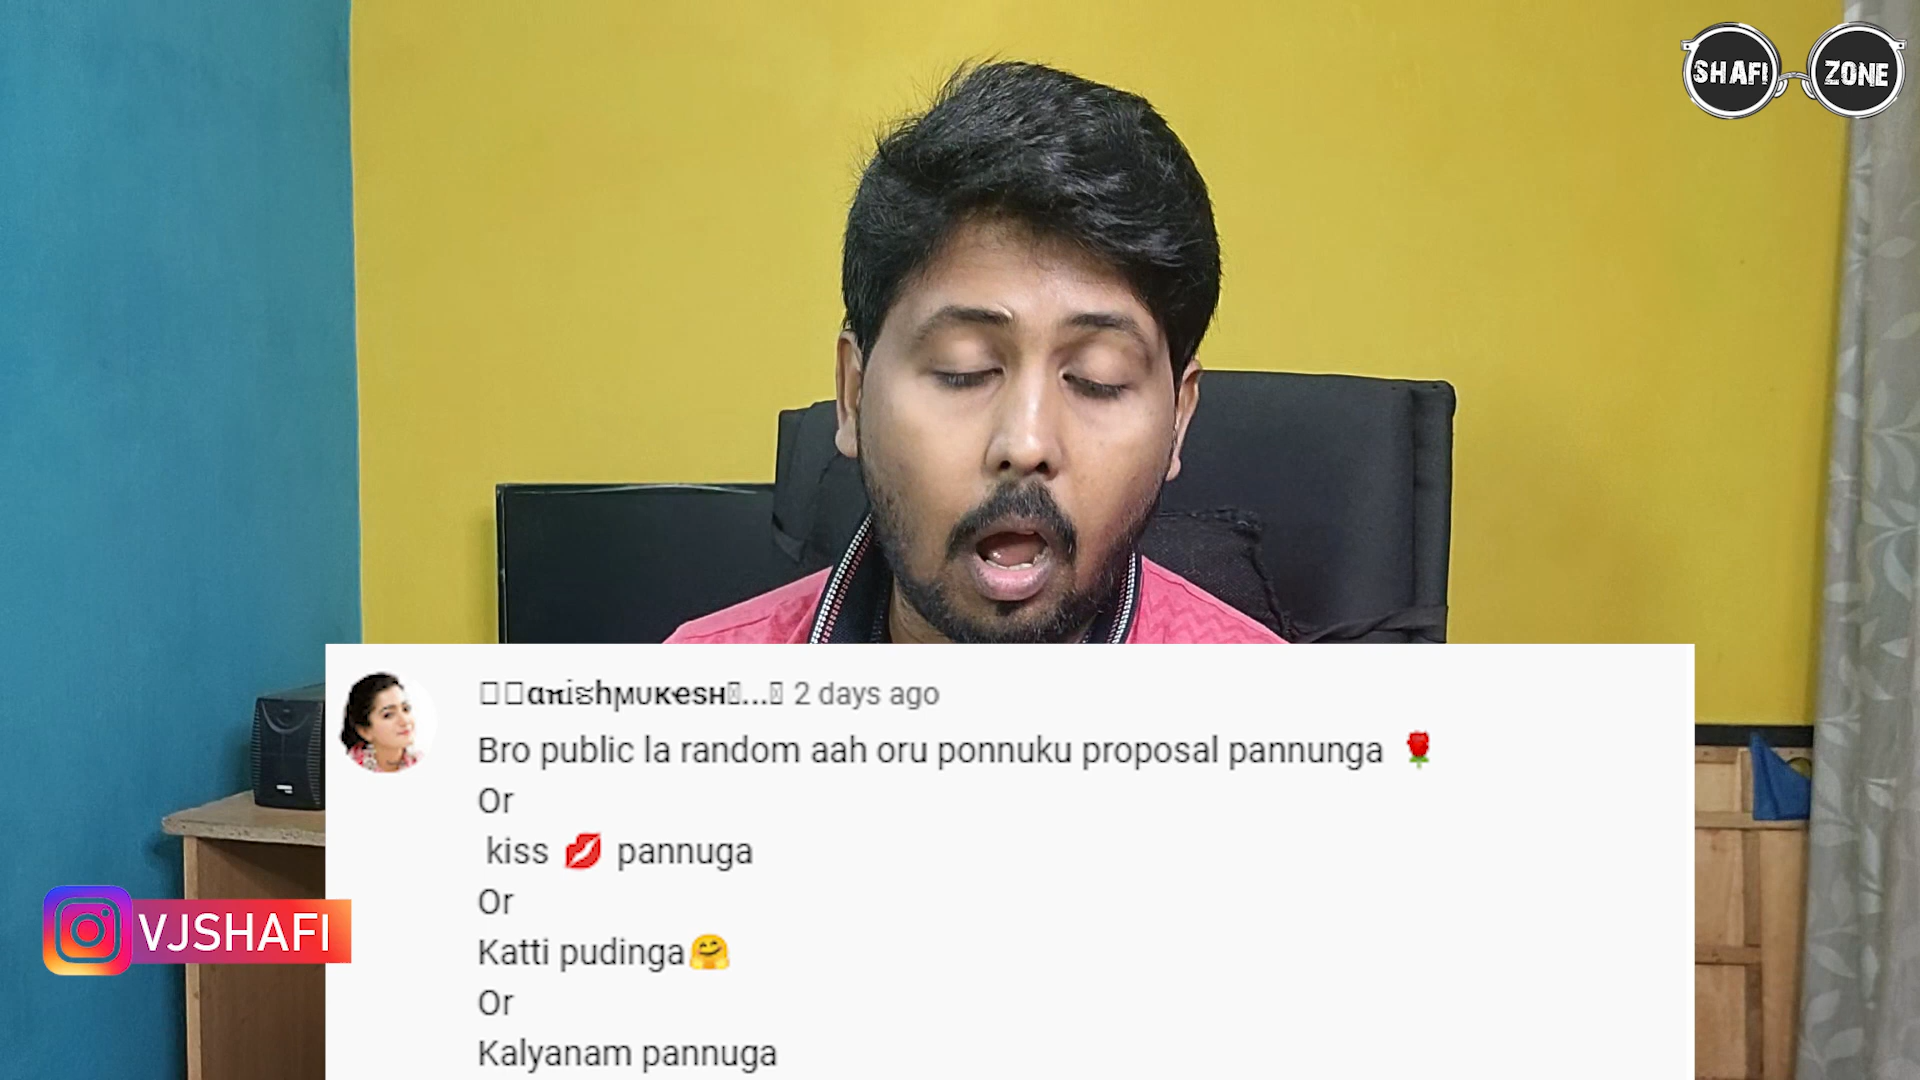 SHAFI ZONE
anishmukesh... 2 days ago
Bro public la random aah oru ponnuku proposal pannunga 🌹
Or
kiss 💋 pannuga
Or
Katti pudinga🤗
Or
Kalyanam pannuga
VJSHAFI